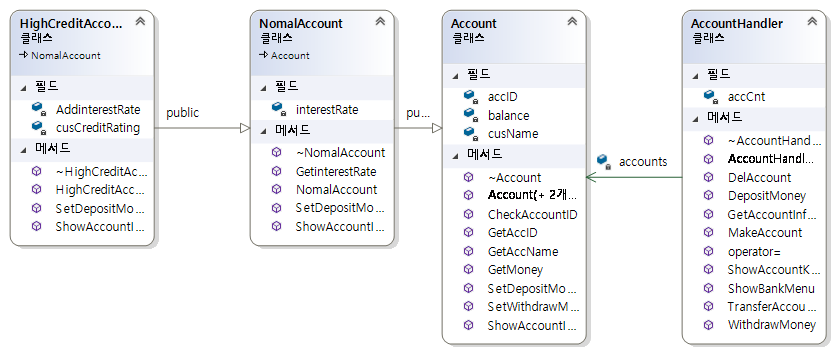 HighCreditAcco...
클래스
NomalAccount
필드
AddinterestRate
cusCreditRating
메서드
~HighCreditAc...
HighCreditAcc...
SetDepositMo...
ShowAccountI...
public
NomalAccount
클래스
Account
필드
interestRate
메서드
~NomalAccount
GetinterestRate
NomalAccount
SetDepositMo...
ShowAccountI...
pu...
Account
클래스
필드
accID
balance
cusName
메서드
~Account
Account(+ 2개...
CheckAccountID
GetAccID
GetAccName
GetMoney
SetDepositMo...
SetWithdrawM...
ShowAccountI...
accounts
AccountHandler
클래스
필드
accCnt
메서드
~AccountHand...
AccountHandl...
DelAccount
DepositMoney
GetAccountInf...
MakeAccount
operator=
ShowAccountK...
ShowBankMenu
TransferAccou...
WithdrawMoney